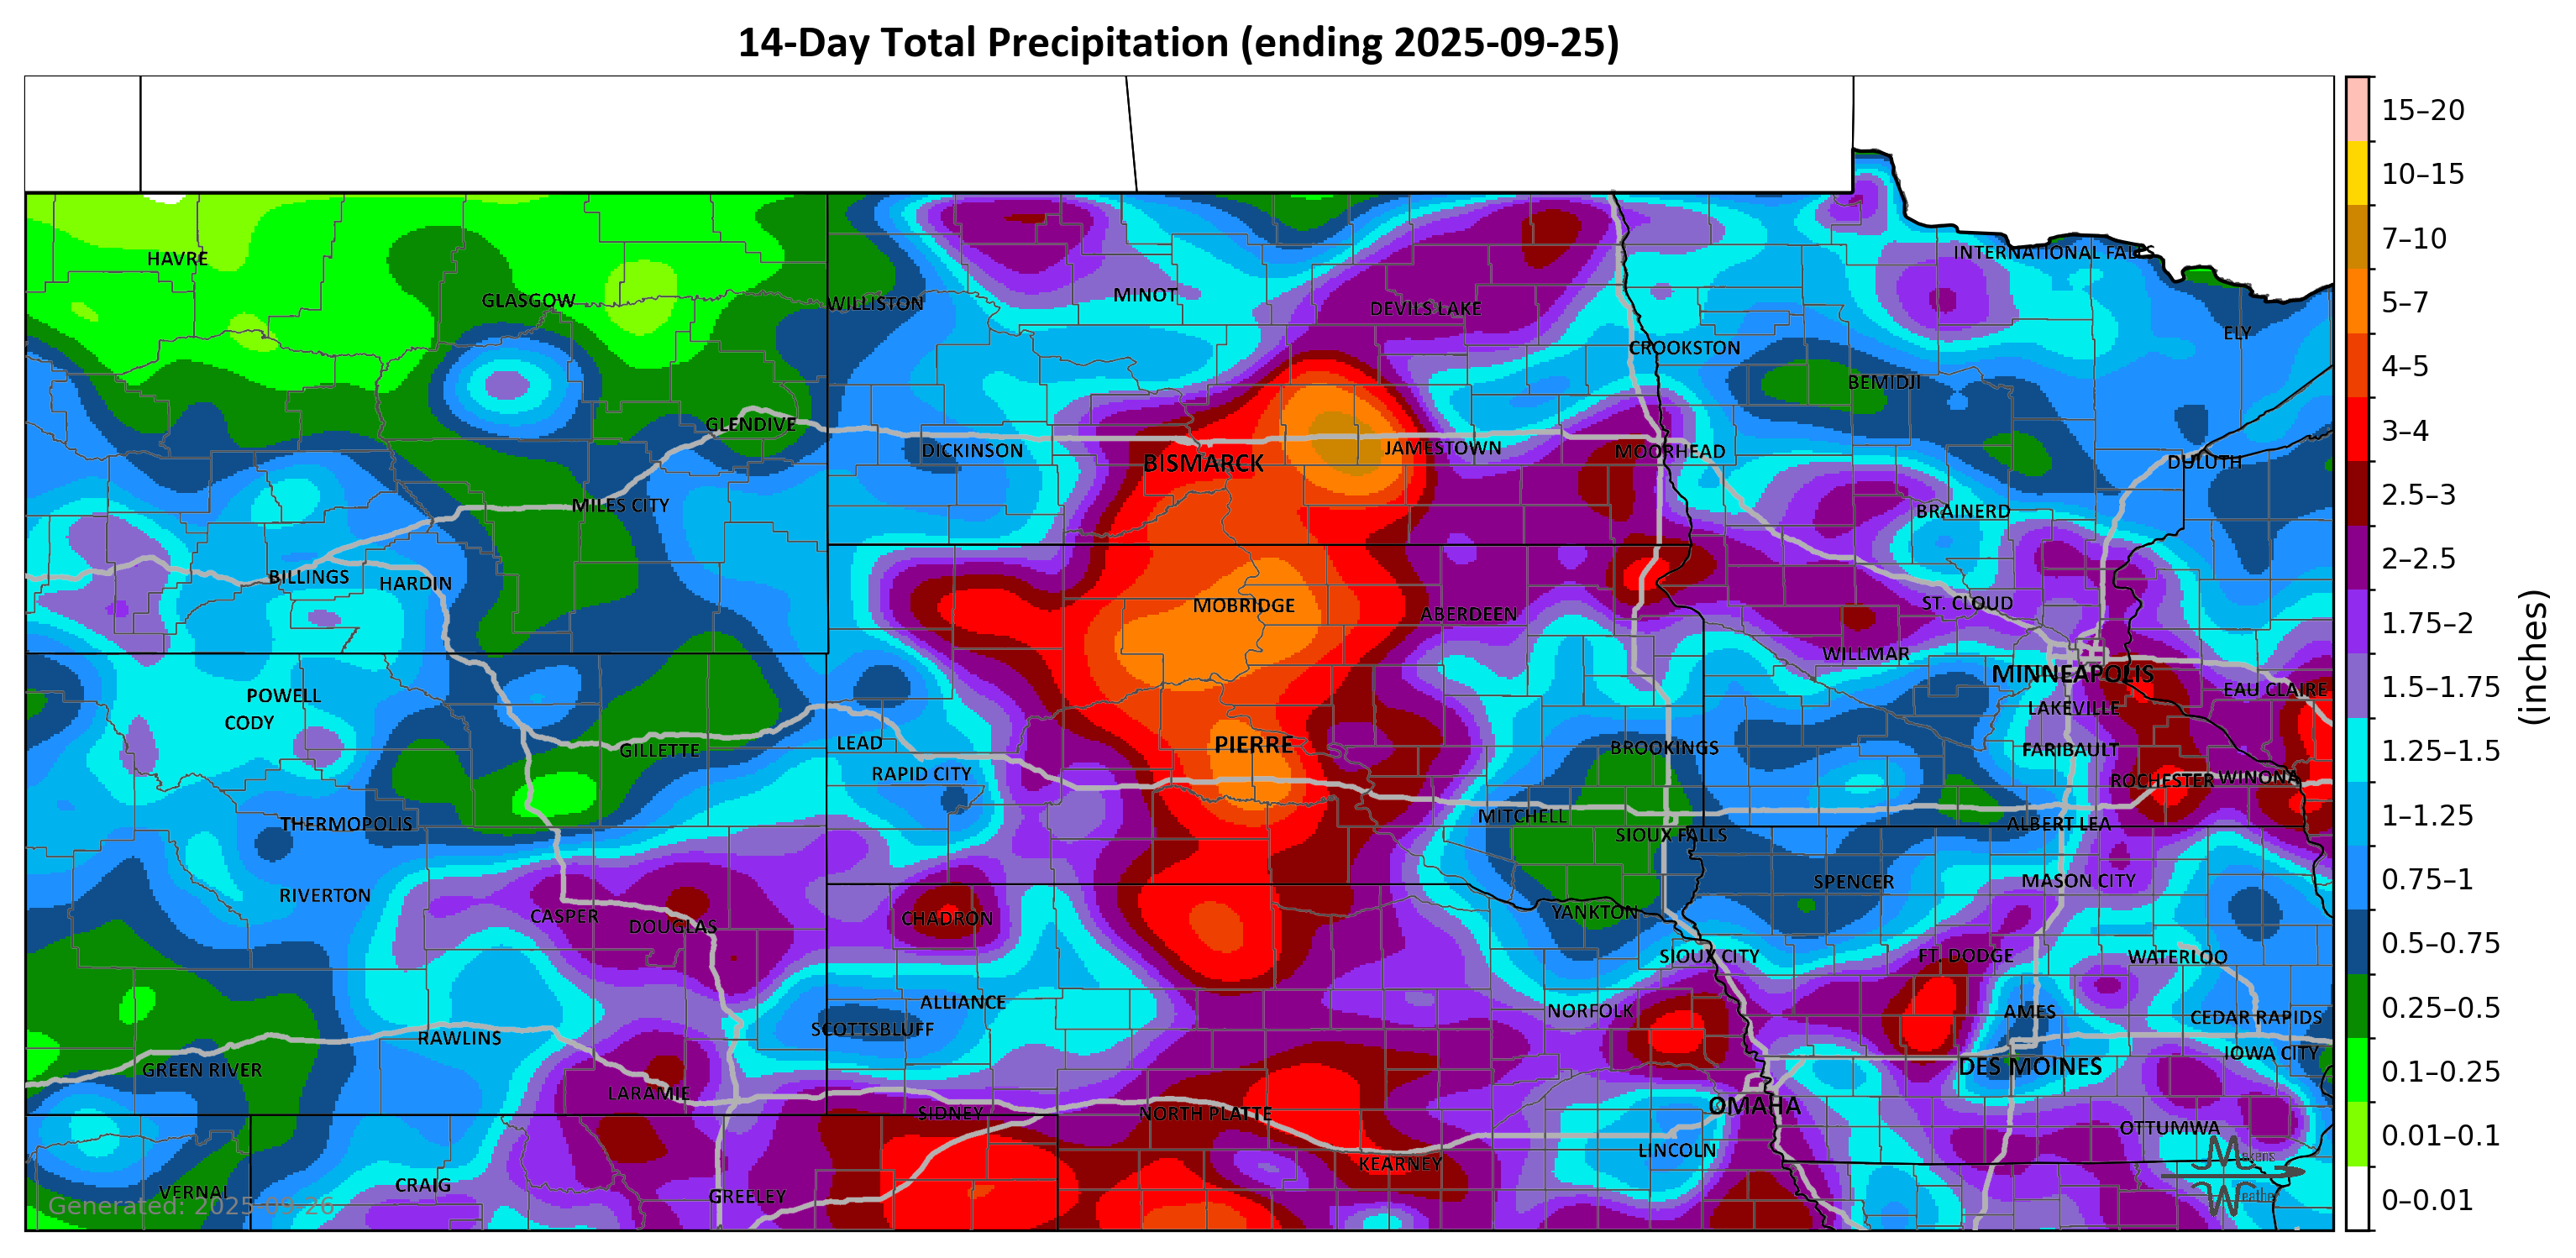 14-Day Total Precipitation (ending 2025-09-25)
15–20
10–15
7–10
5–7
4–5
3–4
2.5–3
2–2.5
1.75–2
1.5–1.75
1.25–1.5
1–1.25
0.75–1
0.5–0.75
0.25–0.5
0.1–0.25
0.01–0.1
0–0.01
(inches)
HAVRE
INTERNATIONAL FALLS
GLASGOW
WILLISTON
MINOT
DEVILS LAKE
ELY
CROOKSTON
BEMIDJI
GLENDIVE
DICKINSON
BISMARCK
JAMESTOWN
MOORHEAD
DULUTH
MILES CITY
BRAINERD
BILLINGS
HARDIN
MOBRIDGE
ABERDEEN
ST. CLOUD
WILLMAR
MINNEAPOLIS
EAU CLAIRE
POWELL
CODY
LAKEVILLE
GILLETTE
LEAD
PIERRE
BROOKINGS
FARIBAULT
RAPID CITY
ROCHESTER
WINONA
THERMOPOLIS
MITCHELL
SIOUX FALLS
ALBERT LEA
RIVERTON
SPENCER
MASON CITY
CASPER
DOUGLAS
CHADRON
YANKTON
SIOUX CITY
FT. DODGE
WATERLOO
ALLIANCE
NORFOLK
AMES
CEDAR RAPIDS
SCOTTSBLUFF
RAWLINS
IOWA CITY
GREEN RIVER
DES MOINES
LARAMIE
SIDNEY
NORTH PLATTE
OMAHA
OTTUMWA
LINCOLN
KEARNEY
VERNAL
CRAIG
GREELEY
Generated: 2025-09-26
Makens
Weather